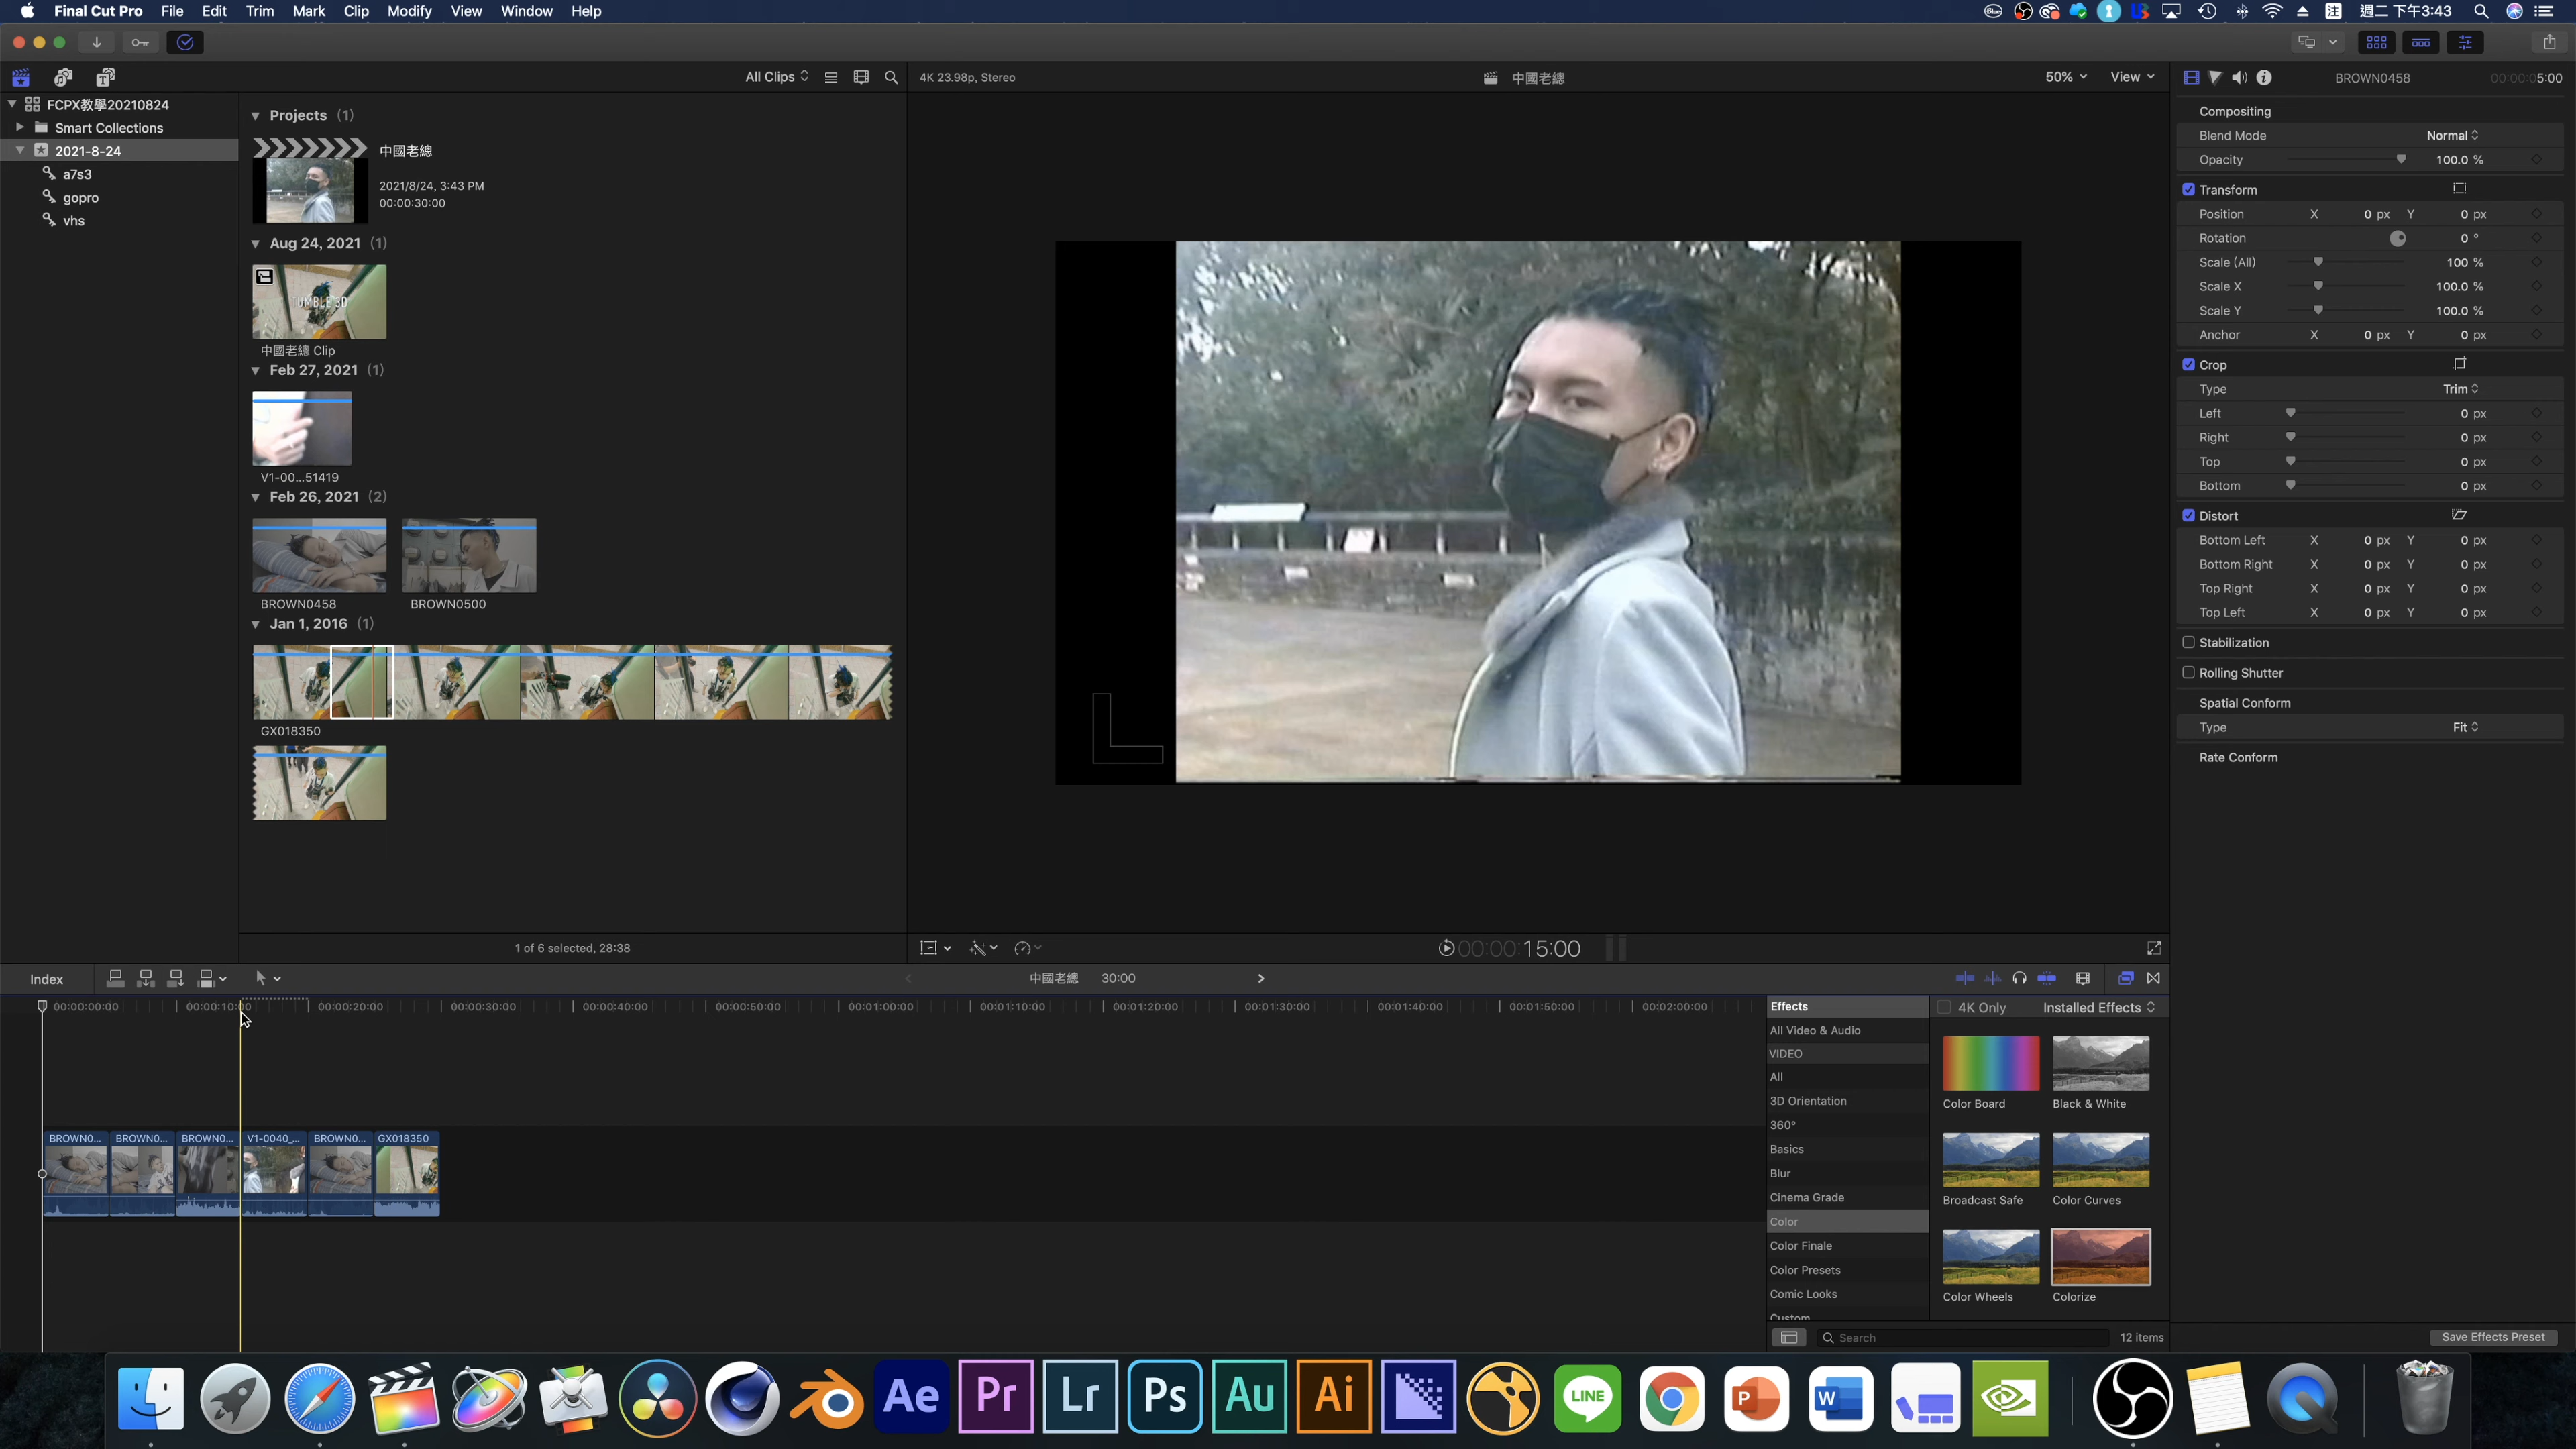 Final Cut Pro File Edit Trim Mark Clip Modify View Window Help
注 週二 下午3:43
All Clips
4K 23.98p, Stereo
中國老總
50% View
BROWN0458 00:00:05:00
FCPX教學20210824
Smart Collections
2021-8-24
a7s3
gopro
vhs
Projects (1)
中國老總
2021/8/24, 3:43 PM
00:00:30:00
Aug 24, 2021 (1)
TUMBLE 3D
中國老總 Clip
Feb 27, 2021 (1)
V1-00...51419
Feb 26, 2021 (2)
BROWN0458 BROWN0500
Jan 1, 2016 (1)
GX018350
1 of 6 selected, 28:38
00:00:15:00
Compositing
Blend Mode Normal
Opacity 100.0 %
Transform
Position X 0 px Y 0 px
Rotation 0 °
Scale (All) 100 %
Scale X 100.0 %
Scale Y 100.0 %
Anchor X 0 px Y 0 px
Crop
Type Trim
Left 0 px
Right 0 px
Top 0 px
Bottom 0 px
Distort
Bottom Left X 0 px Y 0 px
Bottom Right X 0 px Y 0 px
Top Right X 0 px Y 0 px
Top Left X 0 px Y 0 px
Stabilization
Rolling Shutter
Spatial Conform
Type Fit
Rate Conform
Save Effects Preset
Index
中國老總 30:00
00:00:00:00 00:00:10:00 00:00:20:00 00:00:30:00 00:00:40:00 00:00:50:00 00:01:00:00 00:01:10:00 00:01:20:00 00:01:30:00 00:01:40:00 00:01:50:00 00:02:00:00
BROWN0... BROWN0... BROWN0... V1-0040_... BROWN0... GX018350
Effects
All Video & Audio
VIDEO
All
3D Orientation
360°
Basics
Blur
Cinema Grade
Color
Color Finale
Color Presets
Comic Looks
Custom
4K Only Installed Effects
Color Board Black & White
Broadcast Safe Color Curves
Color Wheels Colorize
Search 12 items
Ae Pr Lr Ps Au Ai LINE P W